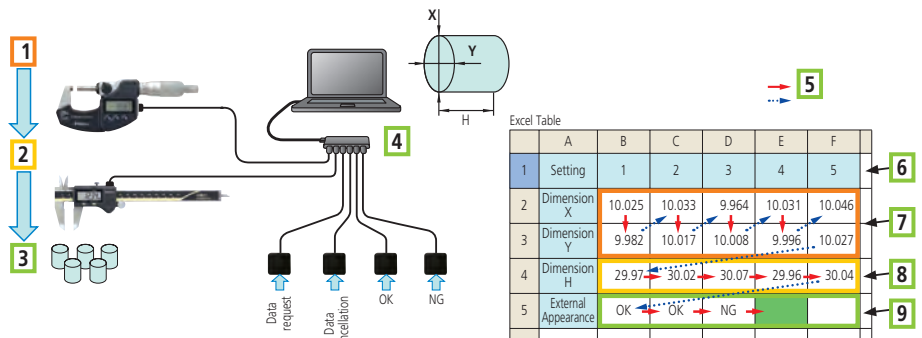 1
2
3
4
X
Y
H
5
Data
request
Data
OK
NG
Excel Table
A B C D E F
1 Setting 1 2 3 4 5
6
2 Dimension X 10.025 10.033 9.964 10.031 10.046
7
3 Dimension Y 9.982 10.017 10.008 9.996 10.027
4 Dimension H 29.97 30.02 30.07 29.96 30.04
8
5 External Appearance OK OK NG
9